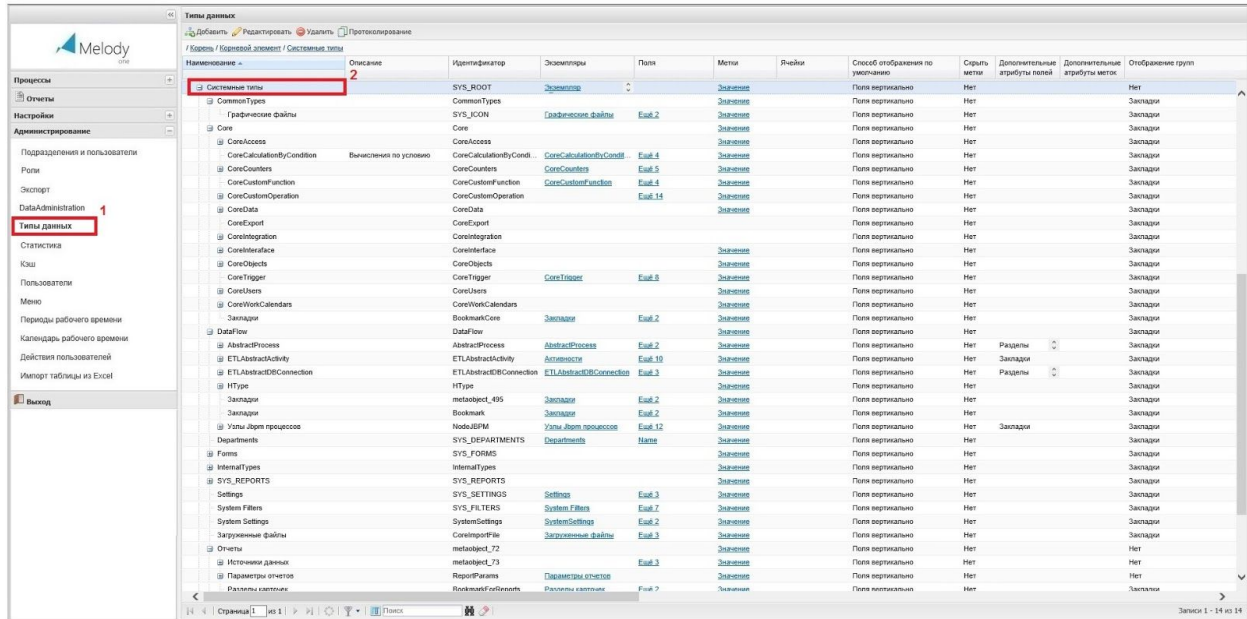 Типы данных
Добавить Редактировать Удалить Протоколирование
/ Корень / Корневой элемент / Системные типы
Melody
one
Процессы
Отчеты
Настройки
Администрирование
Подразделения и пользователи
Роли
Экспорт
DataAdministration
1
Типы данных
Статистика
Кэш
Пользователи
Меню
Периоды рабочего времени
Календарь рабочего времени
Действия пользователей
Импорт таблицы из Excel
Выход
Наименование Описание Идентификатор Экземпляры Поля Метки Ячейки Способ отображения по умолчанию Скрыть метки Дополнительные атрибуты полей Дополнительные атрибуты меток Отображение групп
2
Системные типы SYS_ROOT Экземпляр Значение Поля вертикально Нет Нет
CommonTypes CommonTypes Значение Поля вертикально Нет Закладки
Графические файлы SYS_ICON Графические файлы Ещё 2 Значение Поля вертикально Нет Закладки
Core Core Значение Поля вертикально Нет Закладки
CoreAccess CoreAccess Значение Поля вертикально Нет Закладки
CoreCalculationByCondition Вычисления по условию CoreCalculationByCondi... CoreCalculationByCondit... Ещё 4 Значение Поля вертикально Нет Закладки
CoreCounters CoreCounters CoreCounters Ещё 5 Значение Поля вертикально Нет Закладки
CoreCustomFunction CoreCustomFunction CoreCustomFunction Ещё 4 Значение Поля вертикально Нет Закладки
CoreCustomOperation CoreCustomOperation Ещё 14 Значение Поля вертикально Нет Закладки
CoreData CoreData Значение Поля вертикально Нет Закладки
CoreExport CoreExport Поля вертикально Нет Закладки
CoreIntegration CoreIntegration Поля вертикально Нет Закладки
CoreInteraface CoreInterface Значение Поля вертикально Нет Закладки
CoreObjects CoreObjects Значение Поля вертикально Нет Закладки
CoreTrigger CoreTrigger CoreTrigger Ещё 8 Значение Поля вертикально Нет Закладки
CoreUsers CoreUsers Значение Поля вертикально Нет Закладки
CoreWorkCalendars CoreWorkCalendars Значение Поля вертикально Нет Закладки
Закладки BookmarkCore Закладки Ещё 2 Значение Поля вертикально Нет Закладки
DataFlow DataFlow Значение Поля вертикально Нет Закладки
AbstractProcess AbstractProcess AbstractProcess Ещё 2 Значение Поля вертикально Нет Разделы Закладки
ETLAbstractActivity ETLAbstractActivity Активности Ещё 10 Значение Поля вертикально Нет Закладки Закладки
ETLAbstractDBConnection ETLAbstractDBConnection ETLAbstractDBConnection Ещё 3 Значение Поля вертикально Нет Разделы Закладки
HType HType Значение Поля вертикально Нет Закладки
Закладки metaobject_495 Закладки Ещё 2 Значение Поля вертикально Нет Закладки
Закладки Bookmark Закладки Ещё 2 Значение Поля вертикально Нет Закладки
Узлы Jbpm процессов NodeJBPM Узлы Jbpm процессов Ещё 12 Значение Поля вертикально Нет Закладки Закладки
Departments SYS_DEPARTMENTS Departments Name Значение Поля вертикально Нет Закладки
Forms SYS_FORMS Значение Поля вертикально Нет Закладки
InternalTypes InternalTypes Значение Поля вертикально Нет Закладки
SYS_REPORTS SYS_REPORTS Значение Поля вертикально Нет Закладки
Settings SYS_SETTINGS Settings Ещё 3 Значение Поля вертикально Нет Закладки
System Filters SYS_FILTERS System Filters Ещё 7 Значение Поля вертикально Нет Закладки
System Settings SystemSettings SystemSettings Ещё 2 Значение Поля вертикально Нет Закладки
Загруженные файлы CoreImportFile Загруженные файлы Ещё 3 Значение Поля вертикально Нет Закладки
Отчеты metaobject_72 Значение Поля вертикально Нет Нет
Источники данных metaobject_73 Ещё 3 Значение Поля вертикально Нет Нет
Параметры отчетов ReportParams Параметры отчетов Значение Поля вертикально Нет Нет
Разделы карточек BookmarkForReports Разделы карточек Ещё 2 Значение Поля вертикально Нет Закладки
Страница 1 из 1 Поиск Записи 1 - 14 из 14